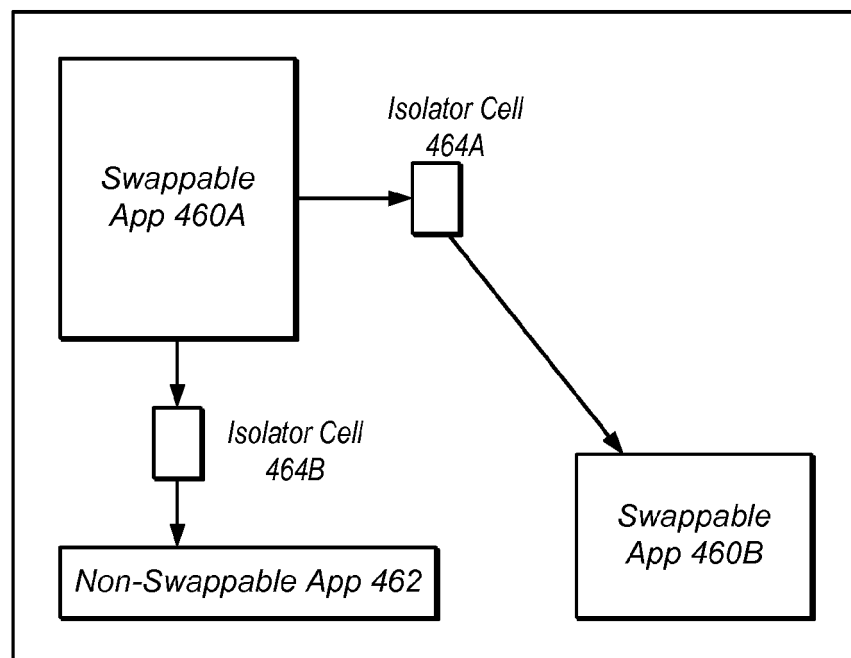 Swappable
App 460A
Isolator Cell
464A
Isolator Cell
464B
Non-Swappable App 462
Swappable
App 460B